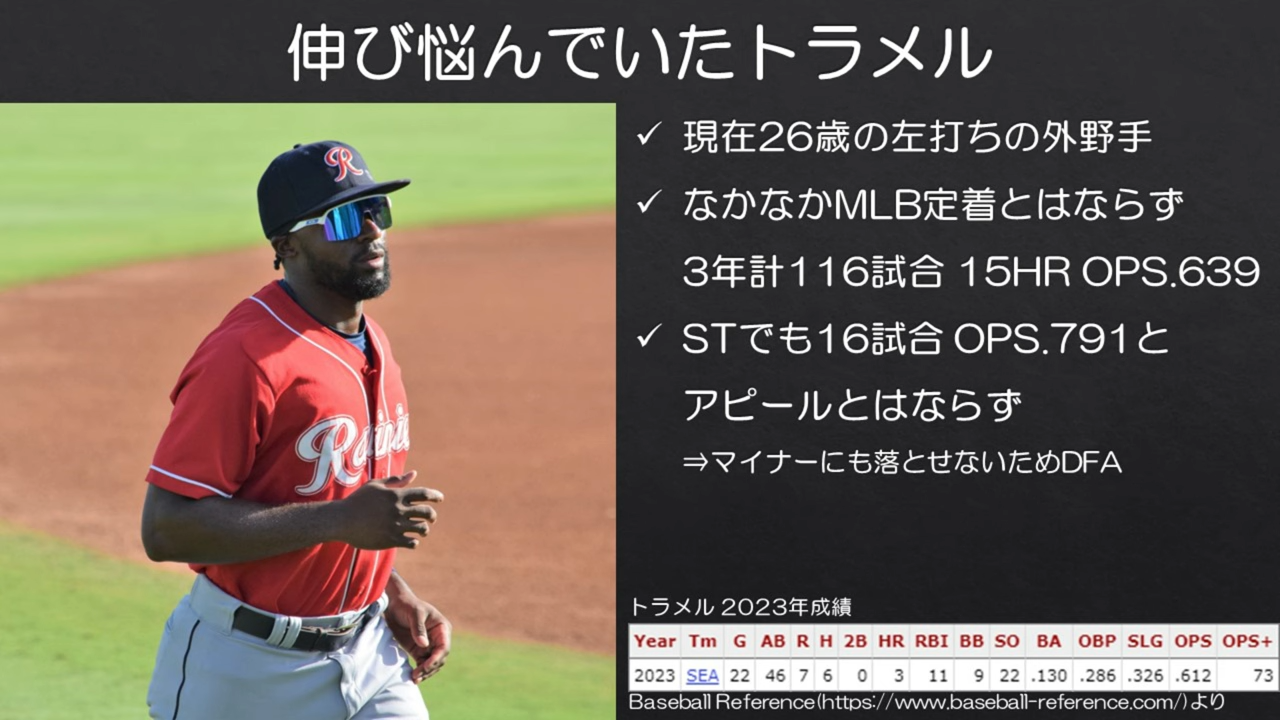 伸び悩んでいたトラメル
R
Rainie
✓ 現在26歳の左打ちの外野手
✓ なかなかMLB定着とはならず
3年計116試合 15HR OPS.639
✓ STでも16試合 OPS.791と
アピールとはならず
⇒マイナーにも落とせないためDFA
トラメル 2023年成績
Year Tm G AB R H 2B HR RBI BB SO BA OBP SLG OPS OPS+
2023 SEA 22 46 7 6 0 3 11 9 22 .130 .286 .326 .612 73
Baseball Reference(https://www.baseball-reference.com/)より